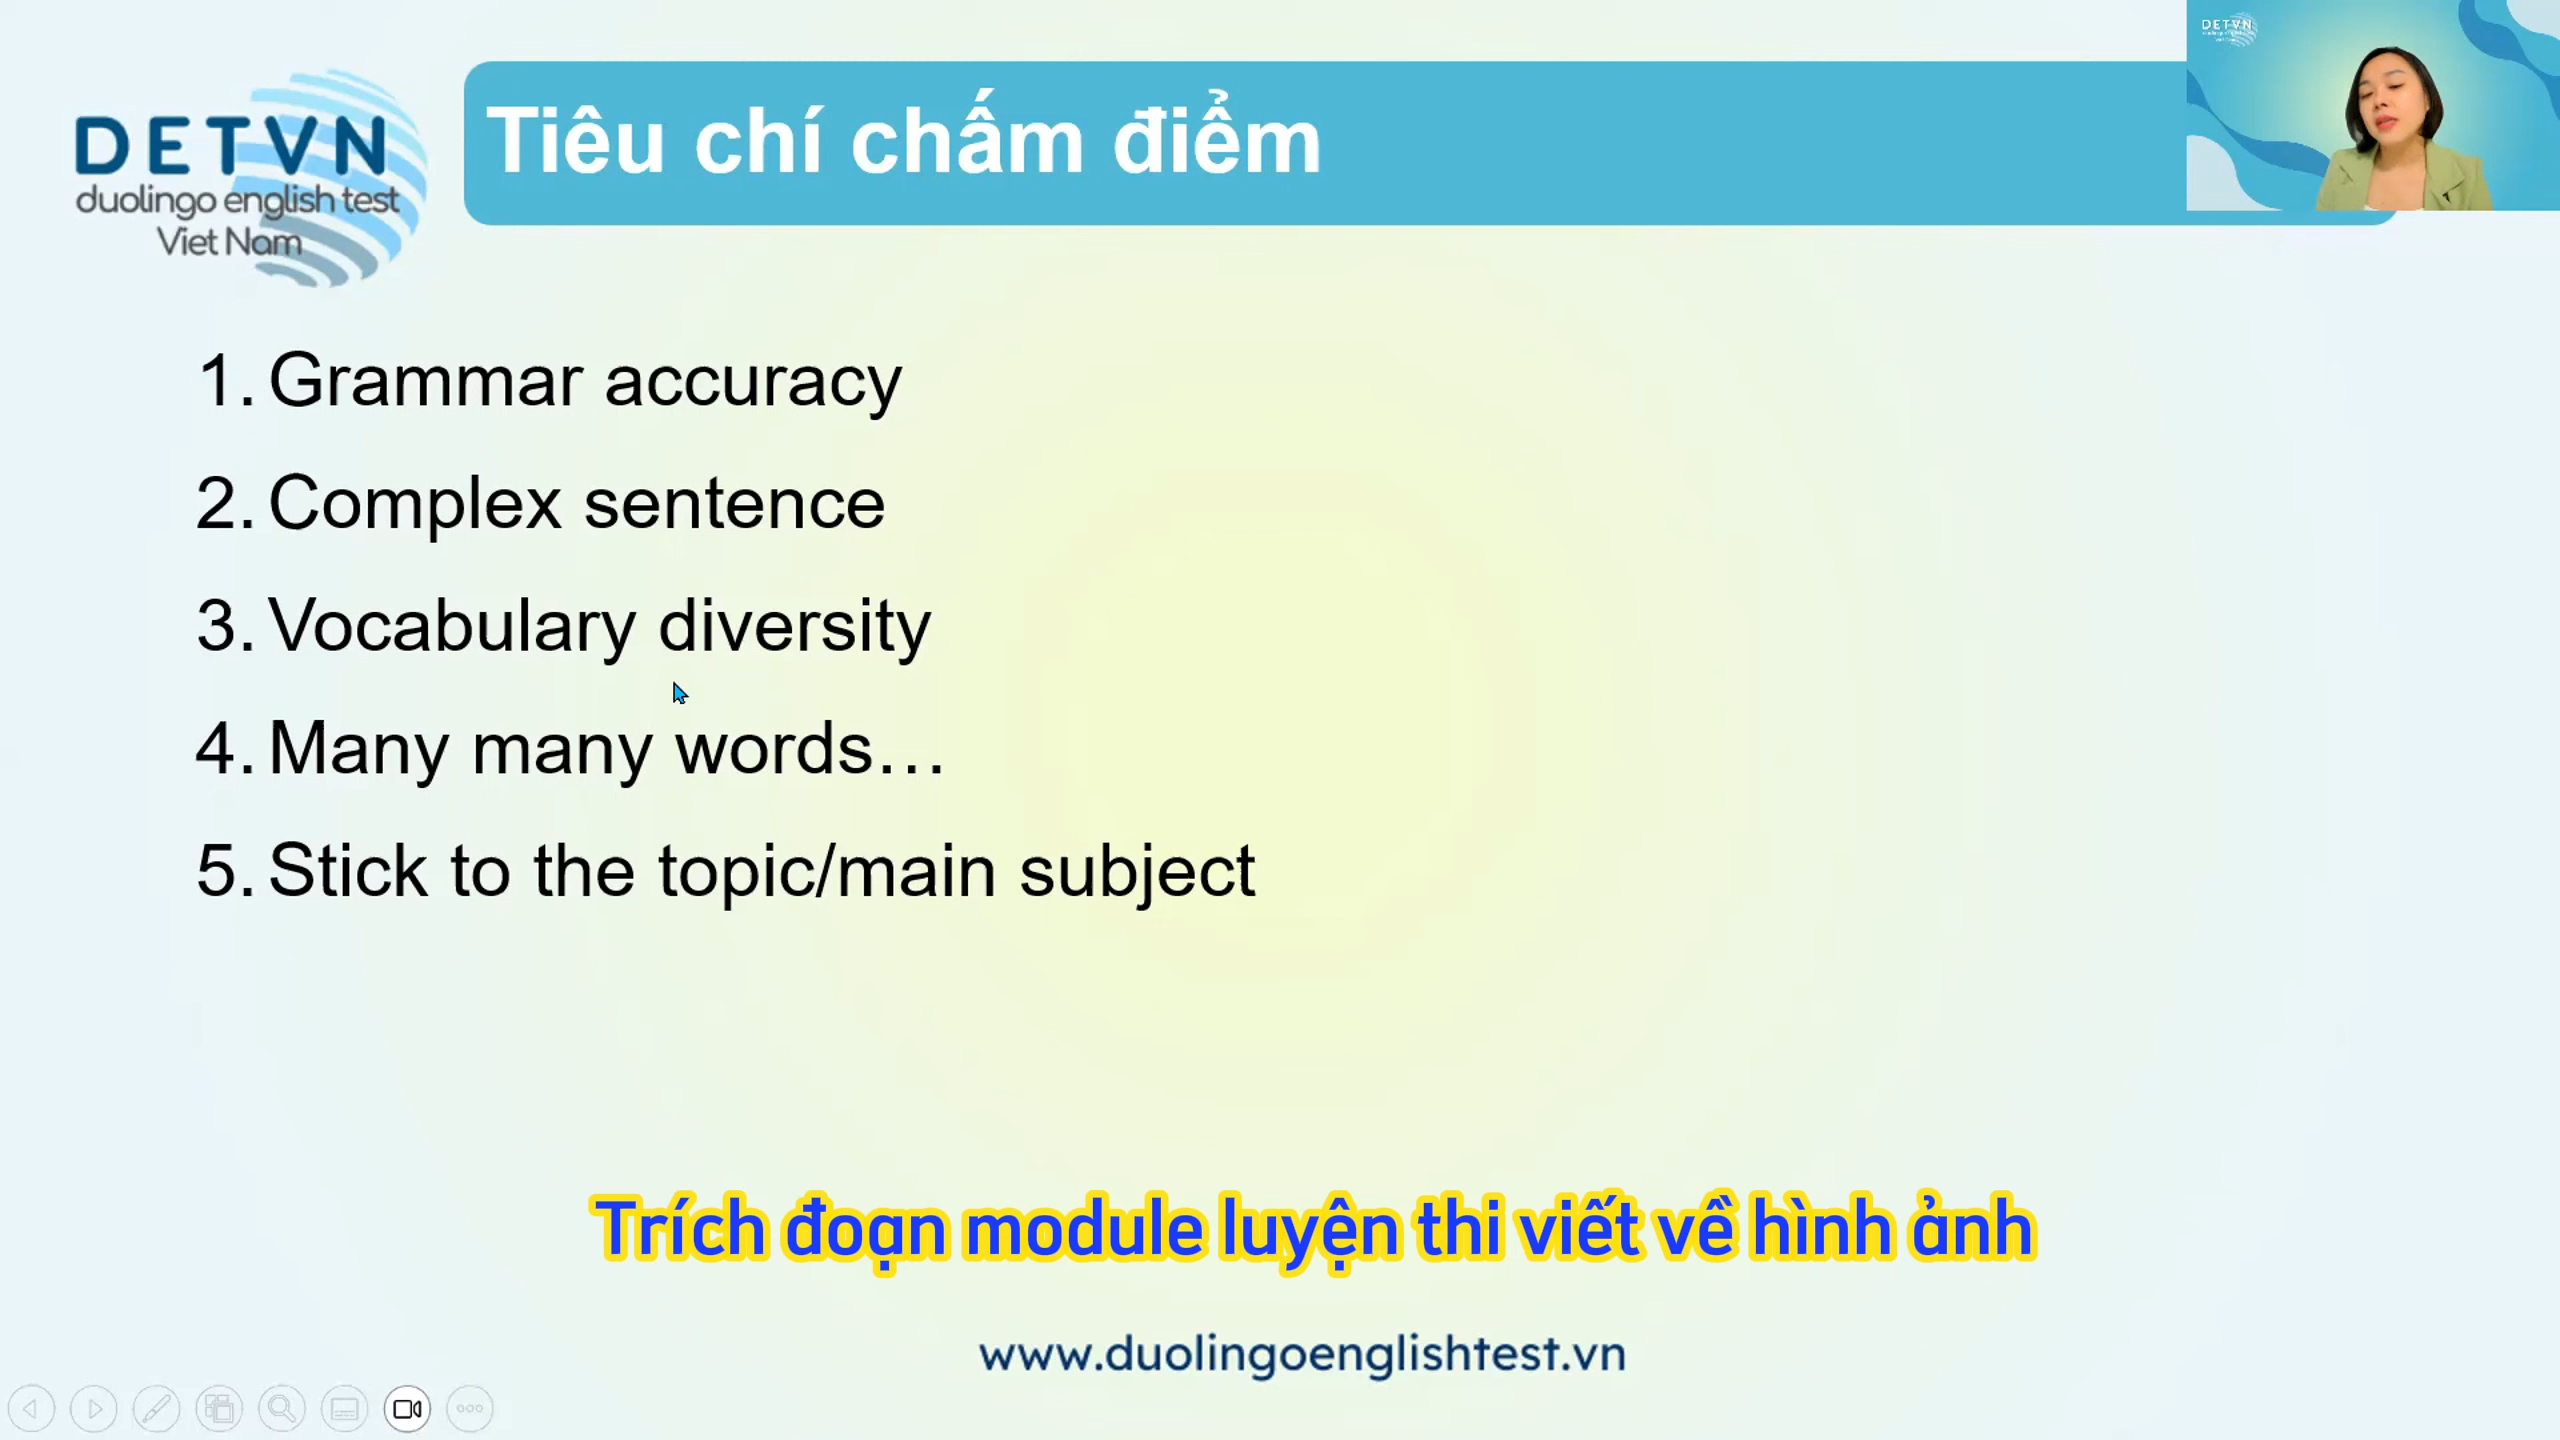 DETVN
duolingo english test
Viet Nam
Tiêu chí chấm điểm
DETVN
1. Grammar accuracy
2. Complex sentence
3. Vocabulary diversity
4. Many many words...
5. Stick to the topic/main subject
Trích đoạn module luyện thi viết về hình ảnh
www.duolingoenglishtest.vn